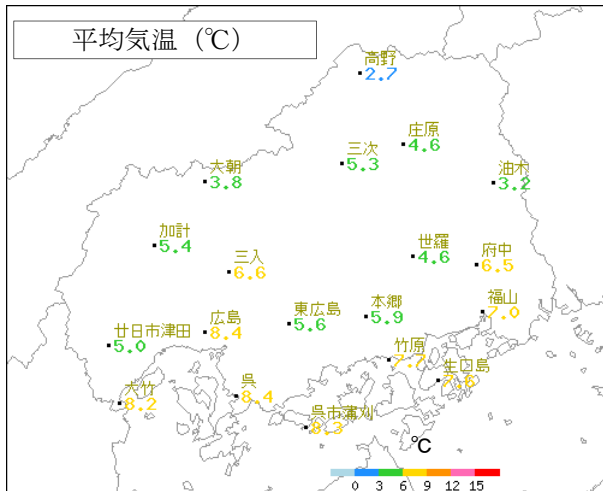 平均気温（℃）
高野
2.7
庄原
4.6
三次
5.3
大朝
3.8
油木
3.2
加計
5.4
三入
6.6
世羅
4.6
府中
6.5
福山
7.0
東広島
5.6
本郷
5.9
広島
8.4
廿日市津田
5.0
竹原
7.7
生口島
7.6
大竹
8.2
呉
8.4
呉市蒲刈
8.3
℃
0 3 6 9 12 15